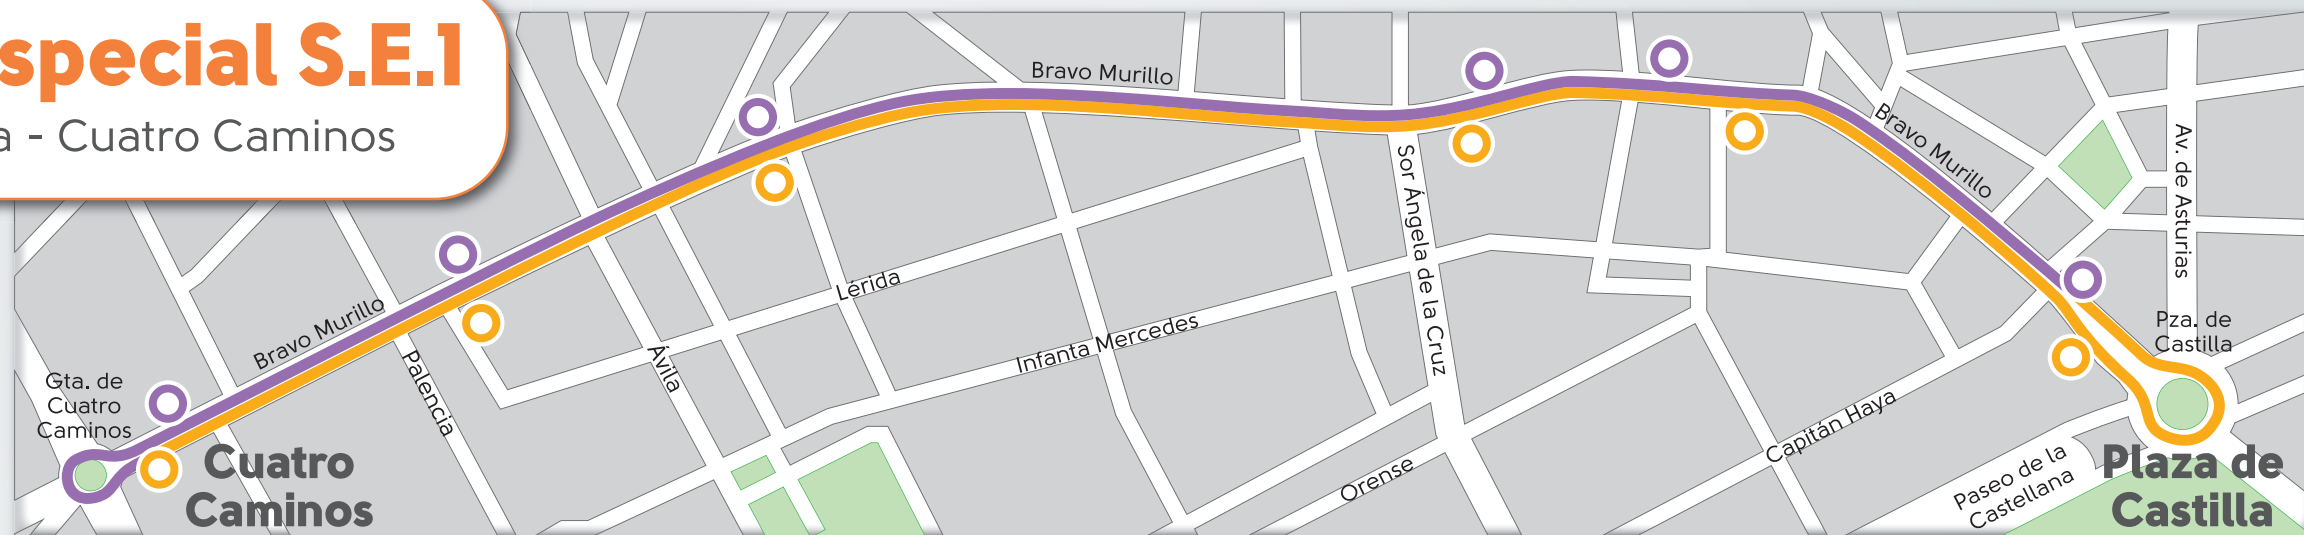 special S.E.1
a - Cuatro Caminos
Bravo Murillo
Bravo Murillo
Av. de Asturias
Sor Ángela de la Cruz
Lérida
Bravo Murillo
Infanta Mercedes
Pza. de
Castilla
Ávila
Palencia
Gta. de
Cuatro
Caminos
Capitán Haya
Orense
Cuatro
Caminos
Paseo de la
Castellana
Plaza de
Castilla